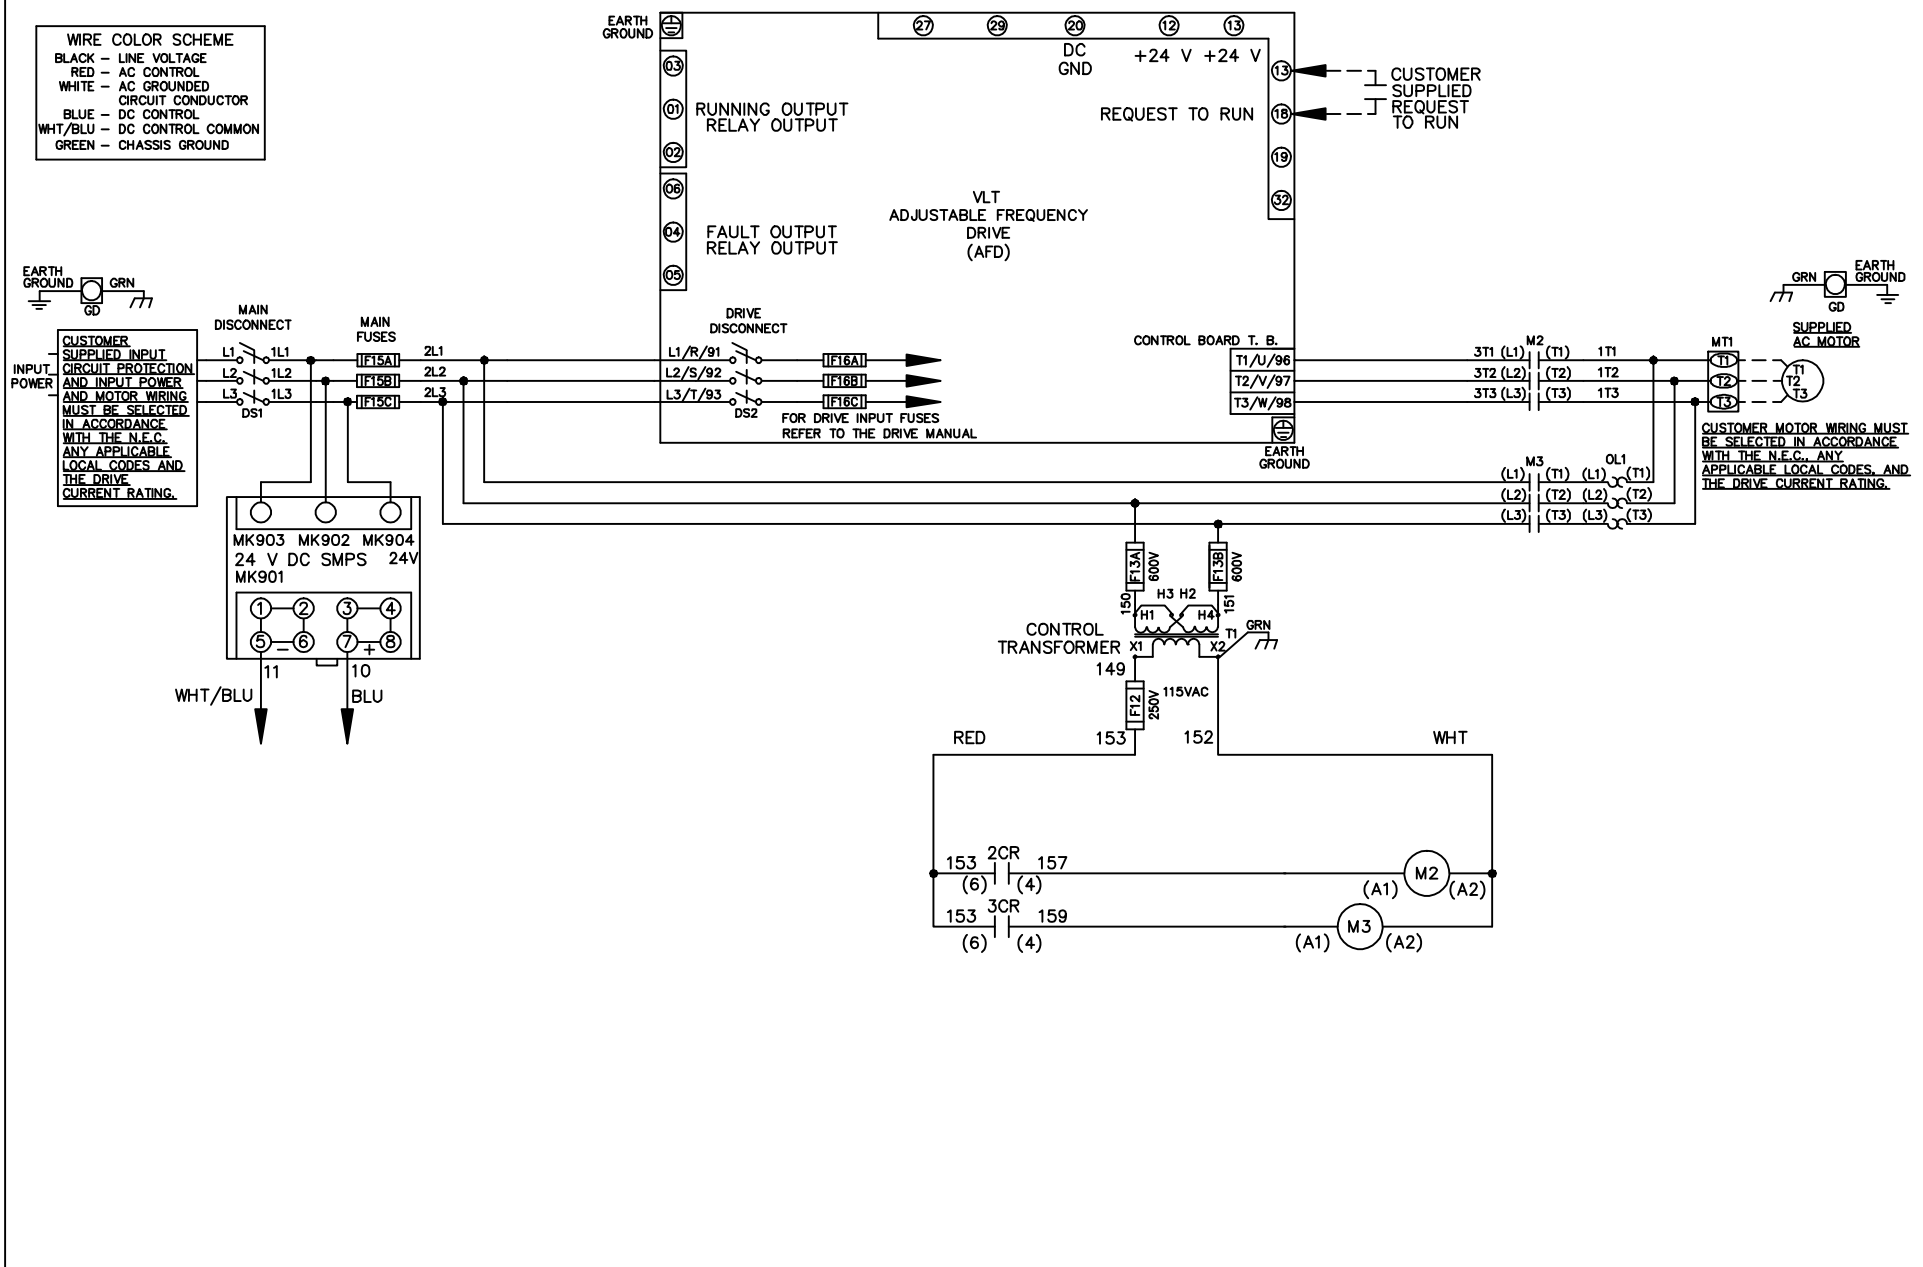 WIRE COLOR SCHEME
BLACK – LINE VOLTAGE
RED – AC CONTROL
WHITE – AC GROUNDED
CIRCUIT CONDUCTOR
BLUE – DC CONTROL
WHT/BLU – DC CONTROL COMMON
GREEN – CHASSIS GROUND
EARTH
GROUND
27 29 20 12 13
DC
GND
+24 V +24 V
03
01
02
RUNNING OUTPUT
RELAY OUTPUT
06
04
05
FAULT OUTPUT
RELAY OUTPUT
REQUEST TO RUN
13
18
19
32
CUSTOMER
SUPPLIED
REQUEST
TO RUN
VLT
ADJUSTABLE FREQUENCY
DRIVE
(AFD)
EARTH
GROUND
GRN
GD
INPUT
POWER
CUSTOMER
SUPPLIED INPUT
CIRCUIT PROTECTION
AND INPUT POWER
AND MOTOR WIRING
MUST BE SELECTED
IN ACCORDANCE
WITH THE N.E.C.
ANY APPLICABLE
LOCAL CODES AND
THE DRIVE
CURRENT RATING.
MAIN
DISCONNECT
L1 1L1
L2 1L2
L3 1L3
DS1
MAIN
FUSES
F15A 2L1
F15B 2L2
F15C 2L3
DRIVE
DISCONNECT
L1/R/91
L2/S/92
L3/T/93
DS2
F16A
F16B
F16C
FOR DRIVE INPUT FUSES
REFER TO THE DRIVE MANUAL
CONTROL BOARD T. B.
T1/U/96
T2/V/97
T3/W/98
EARTH
GROUND
M2
3T1 (L1) (T1) 1T1
3T2 (L2) (T2) 1T2
3T3 (L3) (T3) 1T3
MT1
T1
T2
T3
GRN
GD
EARTH
GROUND
SUPPLIED
AC MOTOR
T1
T2
T3
CUSTOMER MOTOR WIRING MUST
BE SELECTED IN ACCORDANCE
WITH THE N.E.C., ANY
APPLICABLE LOCAL CODES, AND
THE DRIVE CURRENT RATING.
M3 OL1
(L1) (T1) (L1) (T1)
(L2) (T2) (L2) (T2)
(L3) (T3) (L3) (T3)
MK903 MK902 MK904
24 V DC SMPS 24V
MK901
1 2 3 4
5 – 6 7 + 8
11 10
WHT/BLU BLU
F13A 600V
F13B 600V
150 151
H3 H2
H1 H4
CONTROL
TRANSFORMER
X1 X2
T1
GRN
149
F12 250V
115VAC
153 152
RED WHT
153 2CR 157
(6) (4)
M2
(A1) (A2)
153 3CR 159
(6) (4)
M3
(A1) (A2)